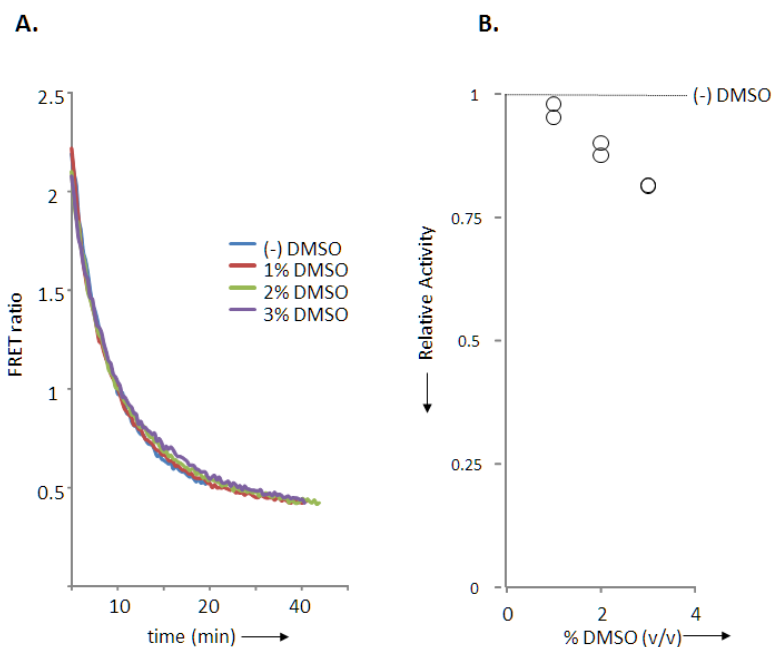 A.
2.5
2
1.5
1
0.5
FRET ratio
(-) DMSO
1% DMSO
2% DMSO
3% DMSO
10
20
40
time (min)
B.
1
0.75
0.5
0.25
0
Relative Activity
(-) DMSO
0
2
4
% DMSO (v/v)